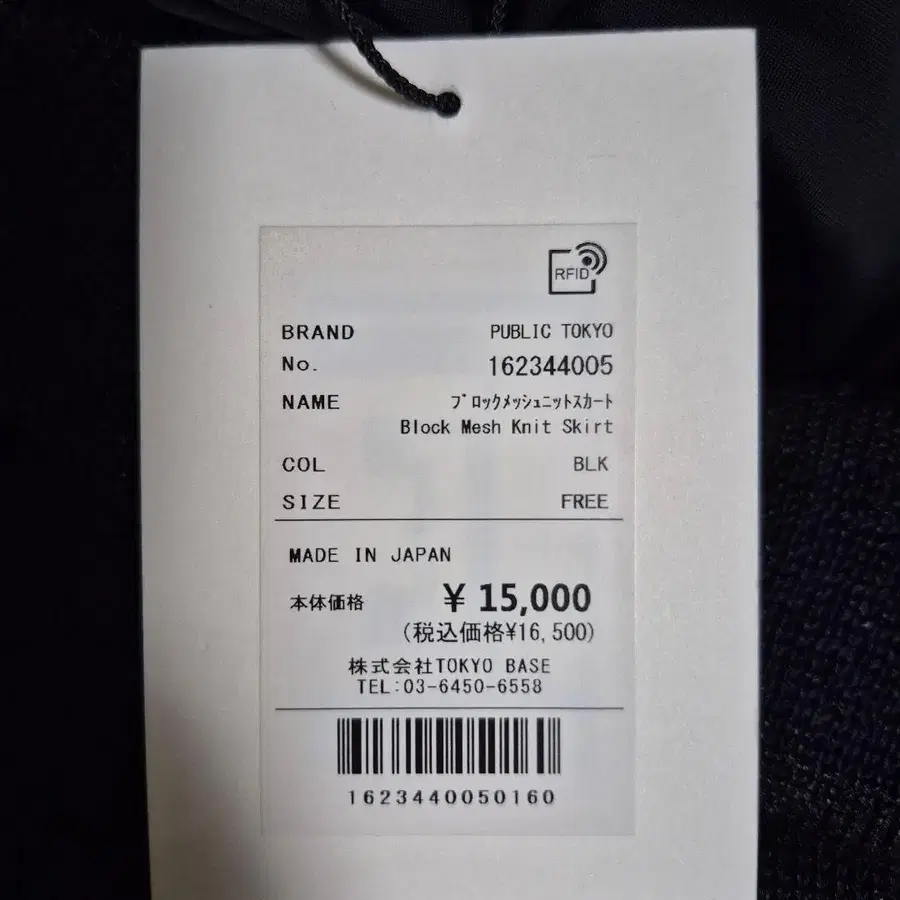 RFID
BRAND PUBLIC TOKYO
No. 162344005
NAME ﾌﾞﾛｯｸﾒｯｼｭﾆｯﾄｽｶｰﾄ
Block Mesh Knit Skirt
COL BLK
SIZE FREE
MADE IN JAPAN
本体価格 ¥ 15,000
(税込価格¥16,500)
株式会社TOKYO BASE
TEL:03-6450-6558
1623440050160